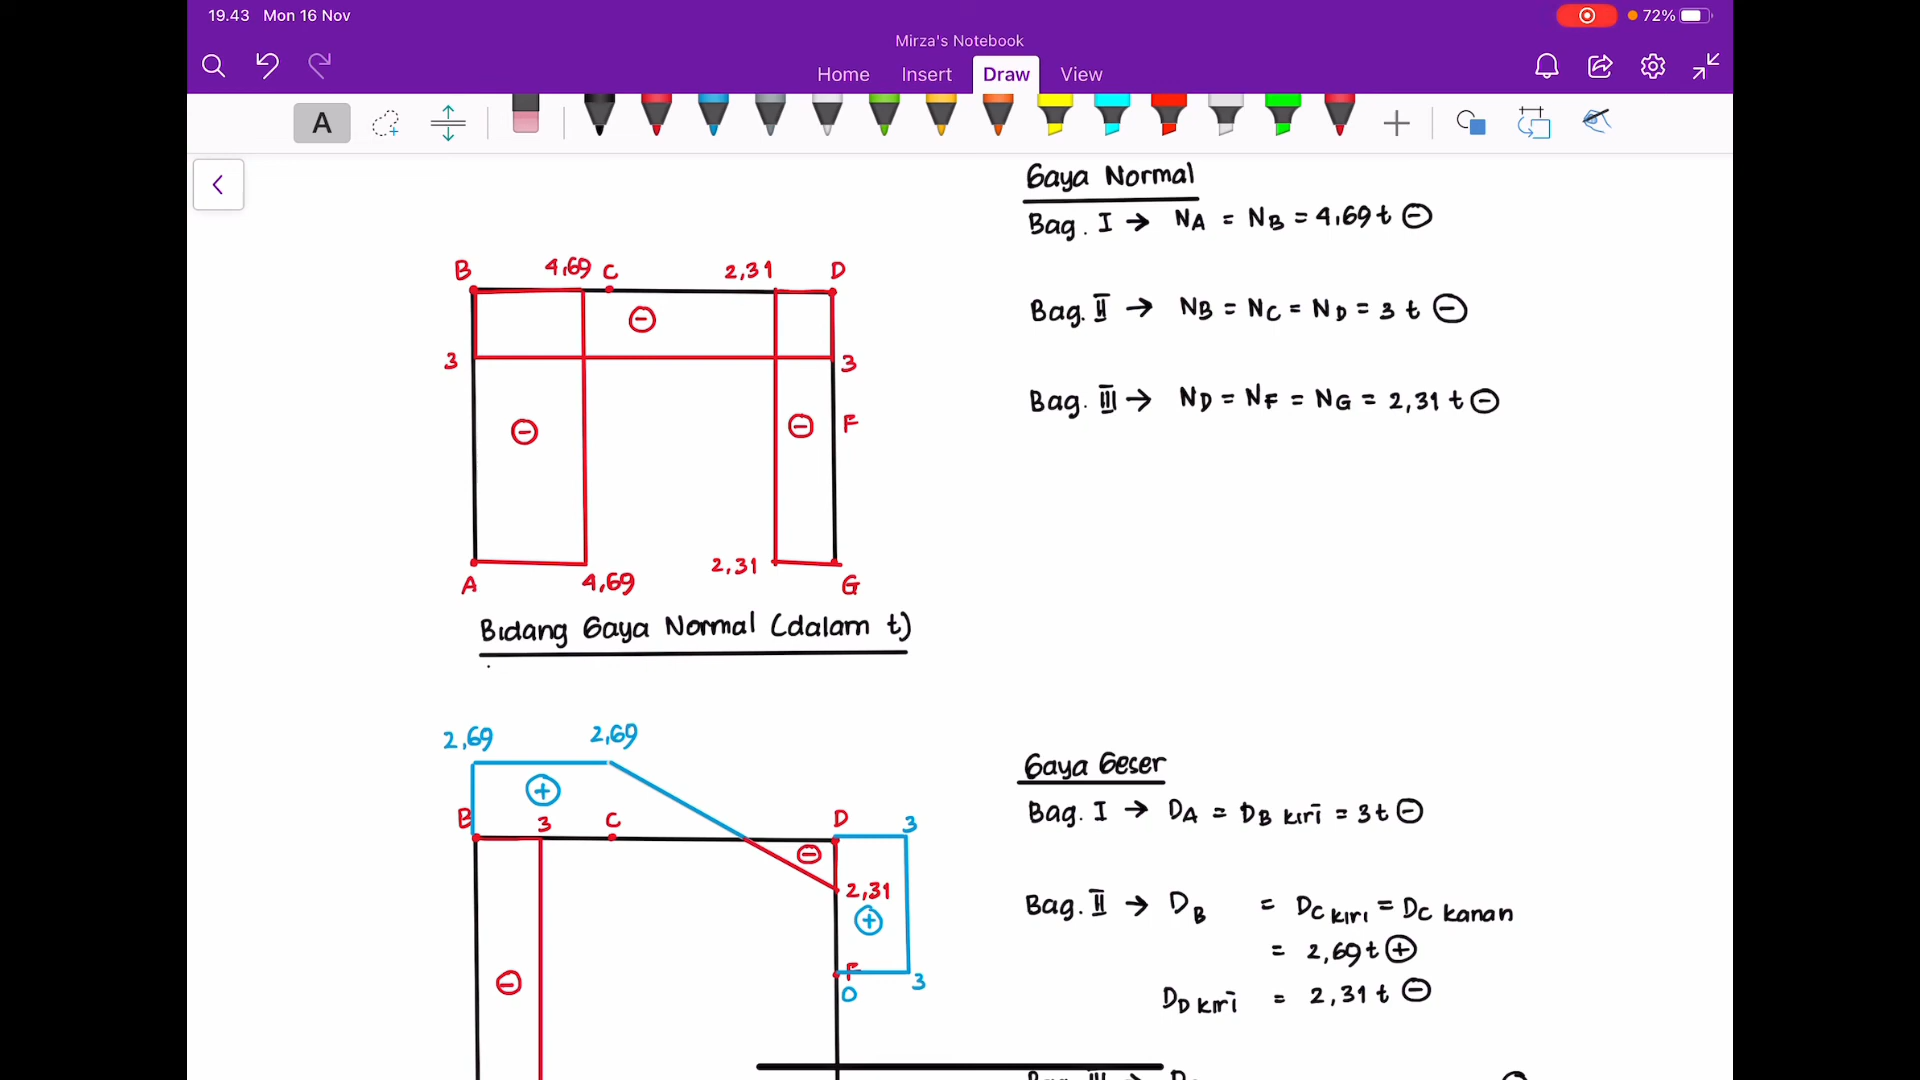 19.43 Mon 16 Nov
72%
Mirza's Notebook
Home Insert Draw View
A
Gaya Normal
Bag. I → NA = NB = 4,69 t ⊖
B 4,69 C 2,31 D
⊖
Bag. II → NB = NC = ND = 3 t ⊖
3 3
Bag. III → ND = NF = NG = 2,31 t ⊖
⊖ ⊖ F
2,31
A 4,69 G
Bidang Gaya Normal (dalam t)
2,69 2,69
Gaya Geser
⊕
B 3 C D 3
Bag. I → DA = DB kiri = 3 t ⊖
⊖
2,31
⊕
Bag. II → DB = DC kiri = DC kanan
= 2,69 t ⊕
⊖ F 3
0
DD kiri = 2,31 t ⊖